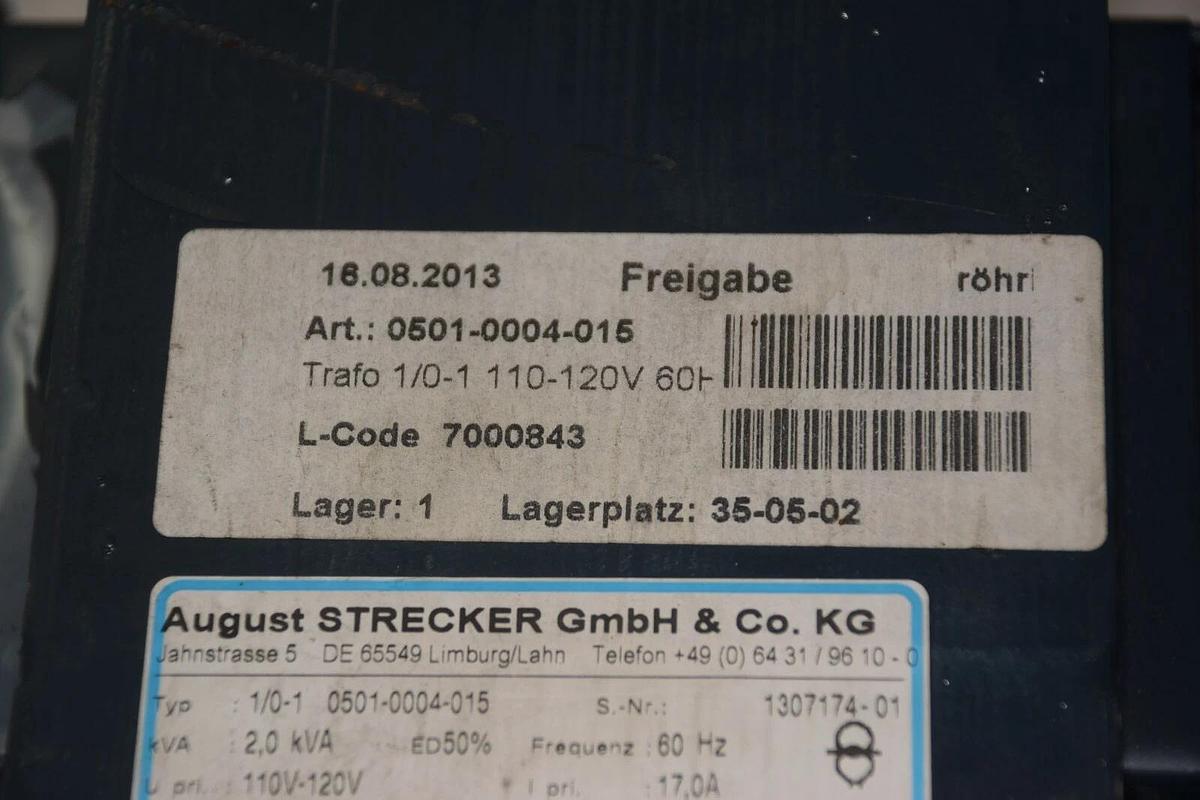 16.08.2013 Freigabe röhri
Art.: 0501-0004-015
Trafo 1/0-1 110-120V 60H
L-Code 7000843
Lager: 1 Lagerplatz: 35-05-02
August STRECKER GmbH & Co. KG
Jahnstrasse 5 DE 65549 Limburg/Lahn Telefon +49 (0) 64 31 / 96 10 - 0
Typ : 1/0-1 0501-0004-015 S.-Nr.: 1307174-01
kVA : 2,0 kVA ED50% Frequenz : 60 Hz
U pri. : 110V-120V I pri. : 17,0A